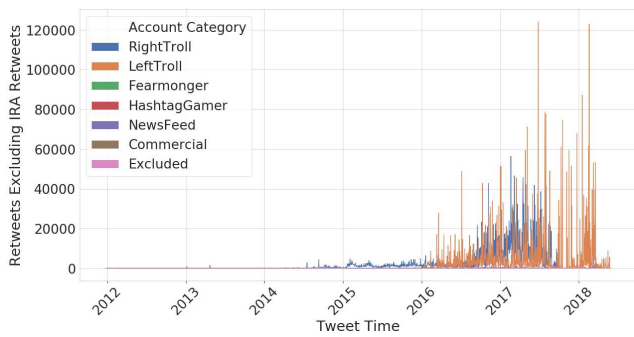 Retweets Excluding IRA Retweets
120000
100000
80000
60000
40000
20000
0
Account Category
RightTroll
LeftTroll
Fearmonger
HashtagGamer
NewsFeed
Commercial
Excluded
2012
2013
2014
2015
2016
2017
2018
Tweet Time